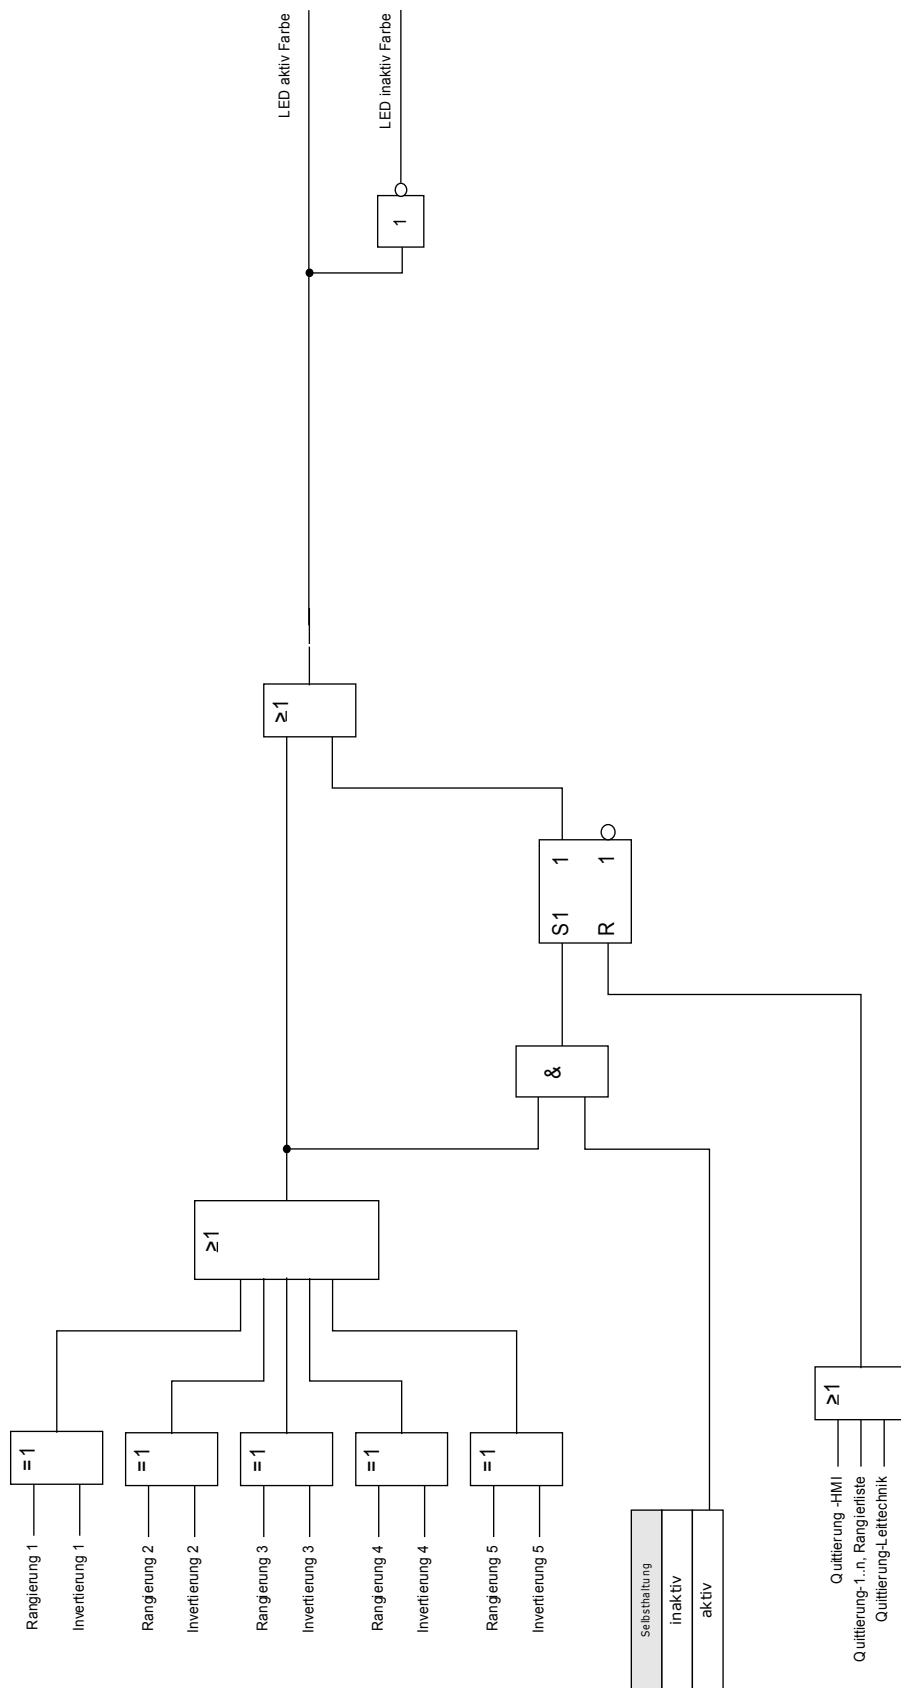 LED aktiv Farbe
LED inaktiv Farbe
1
≥1
1
1
S1
R
&
≥1
=1
=1
=1
=1
=1
≥1
Rangierung 1
Invertierung 1
Rangierung 2
Invertierung 2
Rangierung 3
Invertierung 3
Rangierung 4
Invertierung 4
Rangierung 5
Invertierung 5
Selbsthaltung
inaktiv
aktiv
Quittierung -HMI
Quittierung-1..n, Rangierliste
Quittierung-Leittechnik